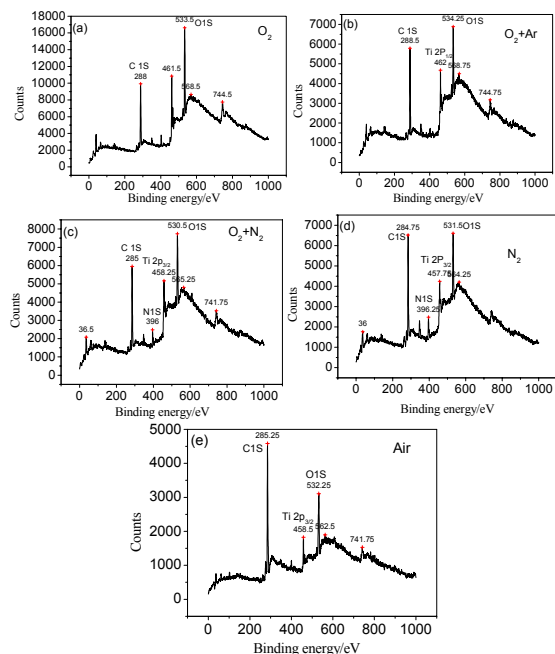 (a)
O₂
533.5
O1S
C 1S
288
461.5
568.5
744.5
18000
16000
14000
12000
10000
8000
6000
4000
2000
0
Counts
0 200 400 600 800 1000
Binding energy/eV
(b)
O₂+Ar
534.25
O1S
C 1S
288.5
Ti 2P1/2
462
568.75
744.75
7000
6000
5000
4000
3000
2000
1000
0
Counts
0 200 400 600 800 1000
Binding energy/eV
(c)
O₂+N₂
530.5
O1S
C 1S
285
Ti 2p3/2
458.25
565.25
N1S
396
741.75
36.5
8000
7000
6000
5000
4000
3000
2000
1000
0
Counts
0 200 400 600 800 1000
Binding energy/eV
(d)
N₂
284.75
C1S
531.5
O1S
Ti 2P
3/2
457.75
564.25
N1S
396.25
36
7000
6000
5000
4000
3000
2000
1000
0
Counts
0 200 400 600 800 1000
Binding energy/eV
(e)
Air
285.25
C1S
O1S
532.25
Ti 2p3/2
458.5
562.5
741.75
5000
4000
3000
2000
1000
0
Counts
0 200 400 600 800 1000
Binding energy/eV